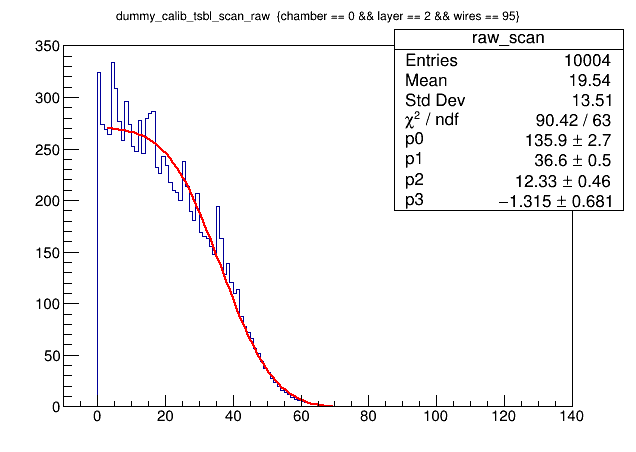 dummy_calib_tsbl_scan_raw {chamber == 0 && layer == 2 && wires == 95}
raw_scan
Entries 10004
Mean 19.54
Std Dev 13.51
χ² / ndf 90.42 / 63
p0 135.9 ± 2.7
p1 36.6 ± 0.5
p2 12.33 ± 0.46
p3 −1.315 ± 0.681
350
300
250
200
150
100
50
0
0 20 40 60 80 100 120 140